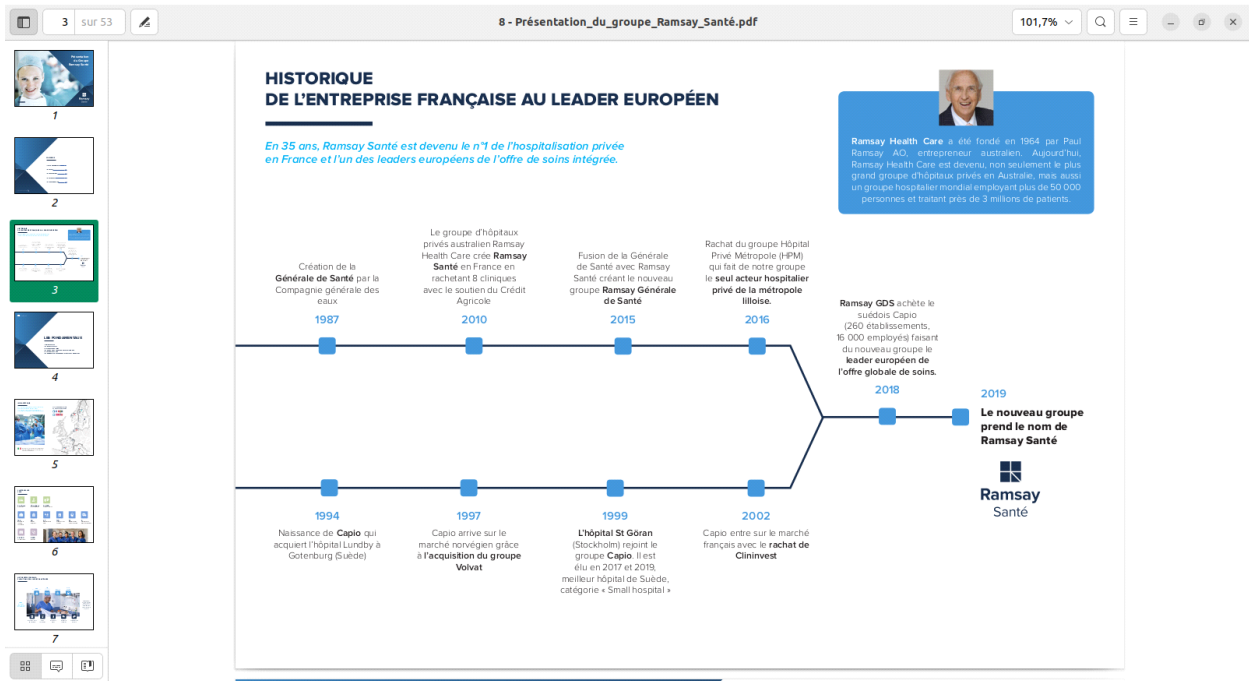 3
sur 53
8 - Présentation_du_groupe_Ramsay_Santé.pdf
101,7%
1
2
3
4
5
6
7
HISTORIQUE
DE L'ENTREPRISE FRANÇAISE AU LEADER EUROPÉEN
En 35 ans, Ramsay Santé est devenu le n°1 de l'hospitalisation privée
en France et l'un des leaders européens de l'offre de soins intégrée.
Ramsay Health Care a été fondé en 1964 par Paul
Ramsay AO, entrepreneur australien. Aujourd'hui,
Ramsay Health Care est devenu, non seulement le plus
grand groupe d'hôpitaux privés en Australie, mais aussi
un groupe hospitalier mondial employant plus de 50 000
personnes et traitant près de 3 millions de patients.
Création de la
Générale de Santé par la
Compagnie générale des
eaux
1987
Le groupe d'hôpitaux
privés australien Ramsay
Health Care crée Ramsay
Santé en France en
rachetant 8 cliniques
avec le soutien du Crédit
Agricole
2010
Fusion de la Générale
de Santé avec Ramsay
Santé créant le nouveau
groupe Ramsay Générale
de Santé
2015
Rachat du groupe Hôpital
Privé Métropole (HPM)
qui fait de notre groupe
le seul acteur hospitalier
privé de la métropole
lilloise.
2016
Ramsay GDS achète le
suédois Capio
(260 établissements,
16 000 employés) faisant
du nouveau groupe le
leader européen de
l'offre globale de soins.
2018
2019
Le nouveau groupe
prend le nom de
Ramsay Santé
Ramsay
Santé
1994
Naissance de Capio qui
acquiert l'hôpital Lundby à
Gotenburg (Suède)
1997
Capio arrive sur le
marché norvégien grâce
à l'acquisition du groupe
Volvat
1999
L'hôpital St Göran
(Stockholm) rejoint le
groupe Capio. Il est
élu en 2017 et 2019,
meilleur hôpital de Suède,
catégorie « Small hospital »
2002
Capio entre sur le marché
français avec le rachat de
Clininvest